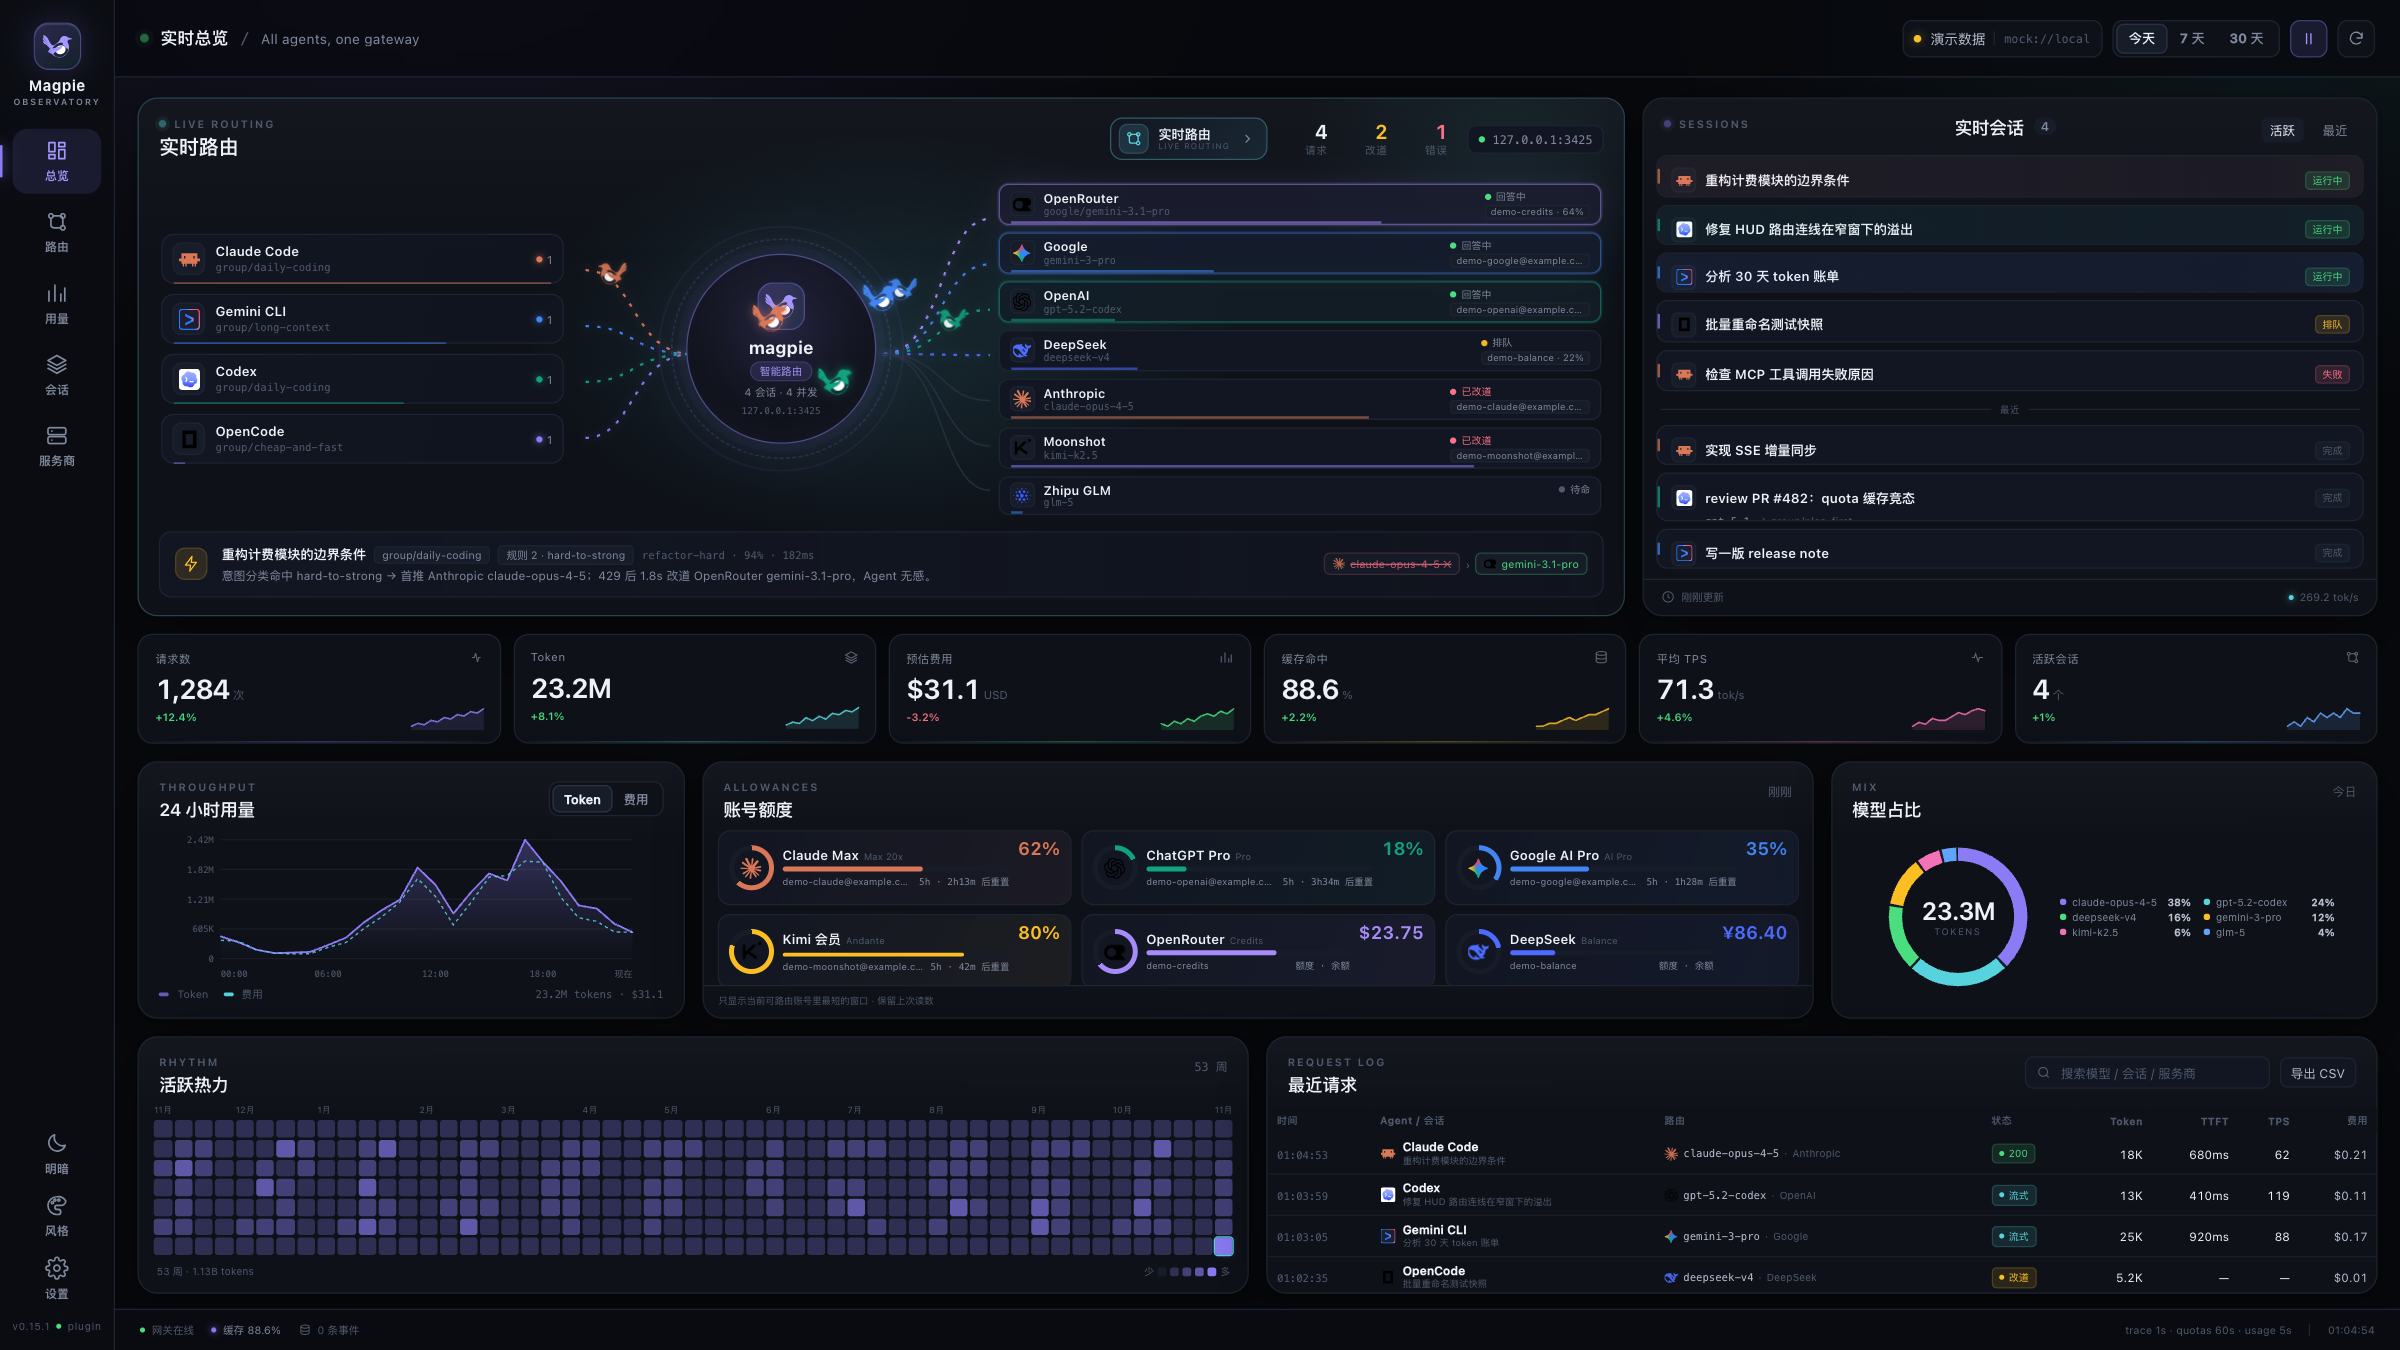 Magpie
OBSERVATORY
总览
路由
用量
会话
服务商
明暗
风格
设置
v0.15.1 plugin
实时总览 / All agents, one gateway
演示数据 mock://local
今天 7 天 30 天
LIVE ROUTING
实时路由
实时路由
LIVE ROUTING
4 请求
2 改道
1 错误
127.0.0.1:3425
Claude Code 1
group/daily-coding
Gemini CLI 1
group/long-context
Codex 1
group/daily-coding
OpenCode 1
group/cheap-and-fast
magpie
智能路由
4 会话 · 4 并发
127.0.0.1:3425
OpenRouter 回答中
google/gemini-3.1-pro demo-credits · 64%
Google 回答中
gemini-3-pro demo-google@example.c...
OpenAI 回答中
gpt-5.2-codex demo-openai@example.c...
DeepSeek 排队
deepseek-v4 demo-balance · 22%
Anthropic 已改道
claude-opus-4-5 demo-claude@example.c...
Moonshot 已改道
kimi-k2.5 demo-moonshot@exampl...
Zhipu GLM 待命
glm-5
重构计费模块的边界条件 group/daily-coding 规则 2 · hard-to-strong refactor-hard · 94% · 182ms
意图分类命中 hard-to-strong → 首推 Anthropic claude-opus-4-5；429 后 1.8s 改道 OpenRouter gemini-3.1-pro，Agent 无感。
claude-opus-4-5 ✕ › gemini-3.1-pro
SESSIONS
实时会话 4
活跃 最近
重构计费模块的边界条件 运行中
修复 HUD 路由连线在窄窗下的溢出 运行中
分析 30 天 token 账单 运行中
批量重命名测试快照 排队
检查 MCP 工具调用失败原因 失败
最近
实现 SSE 增量同步 完成
review PR #482：quota 缓存竞态 完成
写一版 release note 完成
刚刚更新 269.2 tok/s
请求数
1,284 次
+12.4%
Token
23.2M
+8.1%
预估费用
$31.1 USD
-3.2%
缓存命中
88.6 %
+2.2%
平均 TPS
71.3 tok/s
+4.6%
活跃会话
4 个
+1%
THROUGHPUT
24 小时用量
Token 费用
2.42M
1.82M
1.21M
605K
0
00:00 06:00 12:00 18:00 现在
Token 费用 23.2M tokens · $31.1
ALLOWANCES
账号额度
刚刚
Claude Max Max 20x 62%
demo-claude@example.c... 5h · 2h13m 后重置
ChatGPT Pro Pro 18%
demo-openai@example.c... 5h · 3h34m 后重置
Google AI Pro AI Pro 35%
demo-google@example.c... 5h · 1h28m 后重置
Kimi 会员 Andante 80%
demo-moonshot@example.c... 5h · 42m 后重置
OpenRouter Credits $23.75
demo-credits 额度 · 余额
DeepSeek Balance ¥86.40
demo-balance 额度 · 余额
只显示当前可路由账号里最短的窗口 · 保留上次读数
MIX
模型占比
今日
23.3M
TOKENS
claude-opus-4-5 38% gpt-5.2-codex 24%
deepseek-v4 16% gemini-3-pro 12%
kimi-k2.5 6% glm-5 4%
RHYTHM
活跃热力
53 周
11月 12月 1月 2月 3月 4月 5月 6月 7月 8月 9月 10月 11月
53 周 · 1.13B tokens 少 多
REQUEST LOG
最近请求
搜索模型 / 会话 / 服务商 导出 CSV
时间 Agent / 会话 路由 状态 Token TTFT TPS 费用
01:04:53 Claude Code claude-opus-4-5 · Anthropic 200 18K 680ms 62 $0.21
重构计费模块的边界条件
01:03:59 Codex gpt-5.2-codex · OpenAI 流式 13K 410ms 119 $0.11
修复 HUD 路由连线在窄窗下的溢出
01:03:05 Gemini CLI gemini-3-pro · Google 流式 25K 920ms 88 $0.17
分析 30 天 token 账单
01:02:35 OpenCode deepseek-v4 · DeepSeek 改道 5.2K — — $0.01
批量重命名测试快照
网关在线 缓存 88.6% 0 条事件
trace 1s · quotas 60s · usage 5s 01:04:54